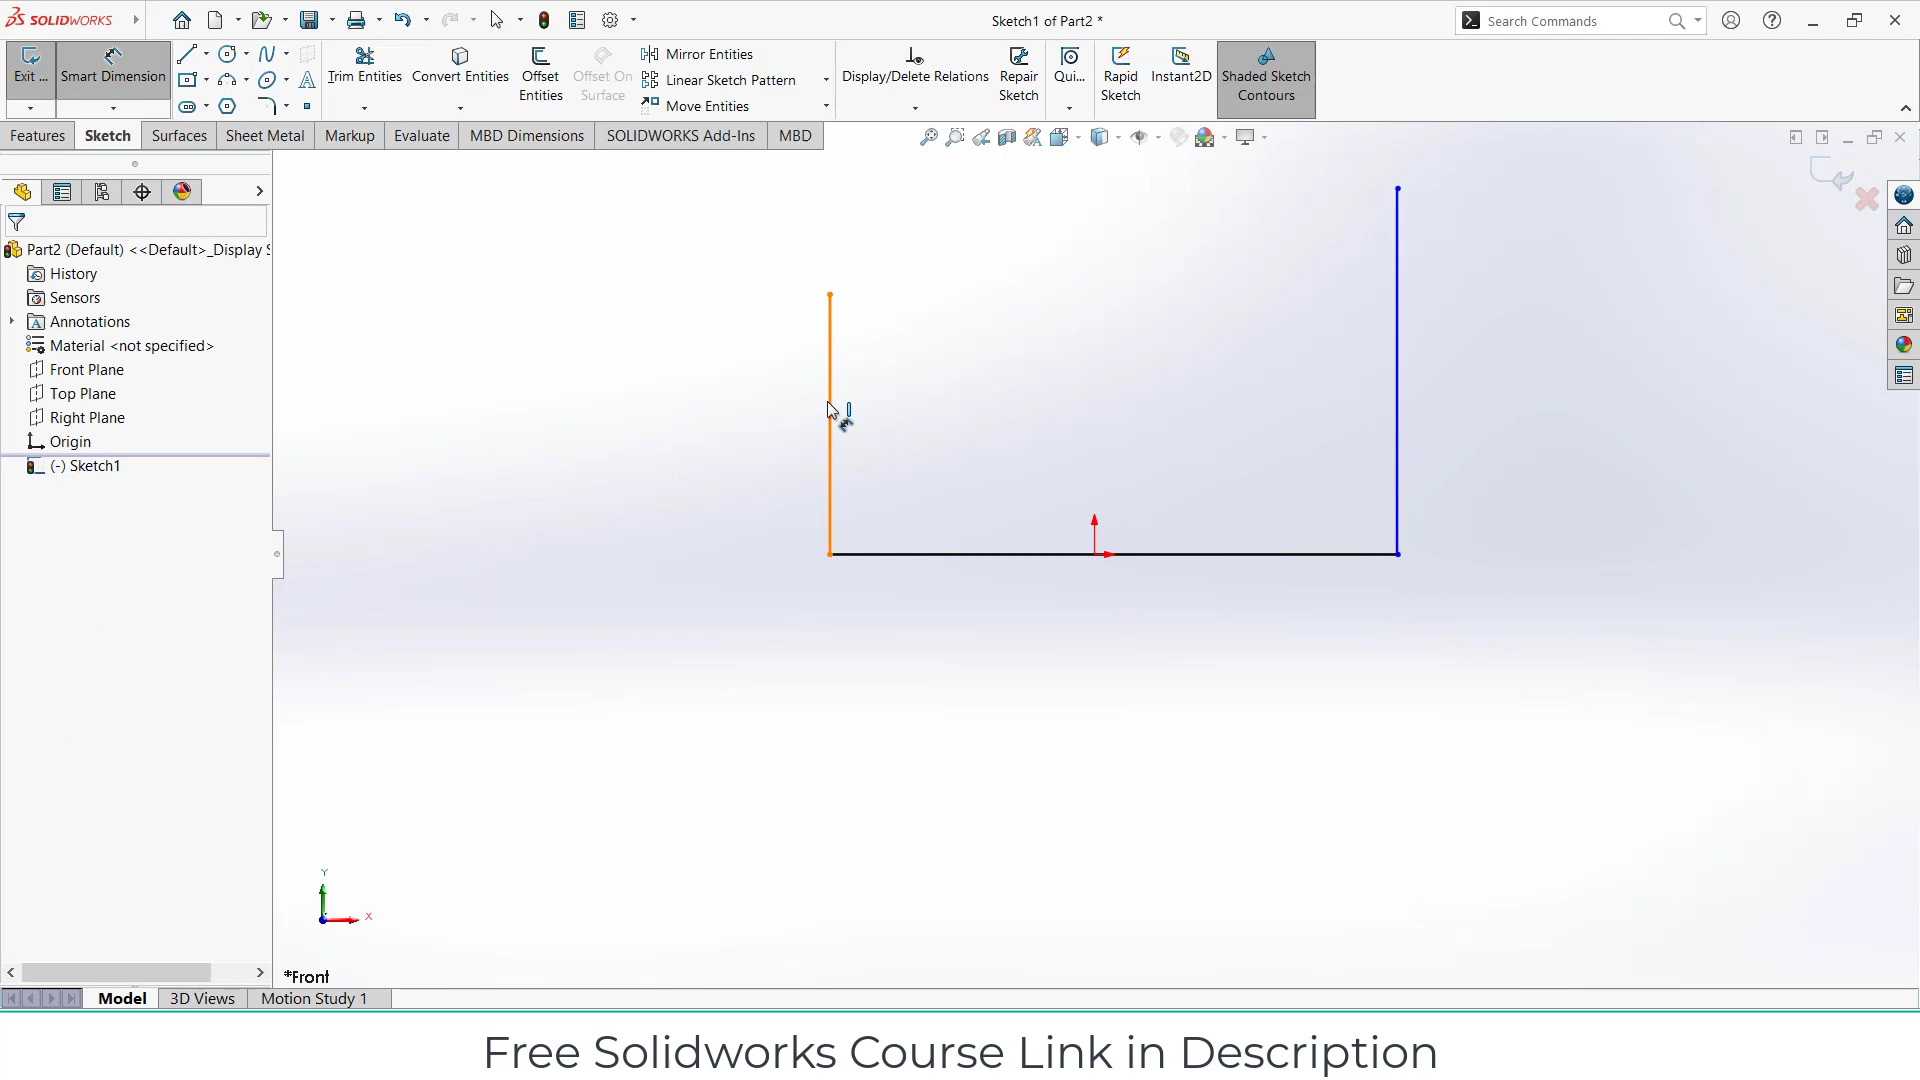 SOLIDWORKS
Sketch1 of Part2 *
Search Commands
Exit ...
Smart Dimension
Trim Entities
Convert Entities
Offset
Entities
Offset On
Surface
Mirror Entities
Linear Sketch Pattern
Move Entities
Display/Delete Relations
Repair
Sketch
Qui...
Rapid
Sketch
Instant2D
Shaded Sketch
Contours
Features
Sketch
Surfaces
Sheet Metal
Markup
Evaluate
MBD Dimensions
SOLIDWORKS Add-Ins
MBD
Part2 (Default) <<Default>_Display S
History
Sensors
Annotations
Material <not specified>
Front Plane
Top Plane
Right Plane
Origin
(-) Sketch1
Y
X
*Front
Model
3D Views
Motion Study 1
Free Solidworks Course Link in Description